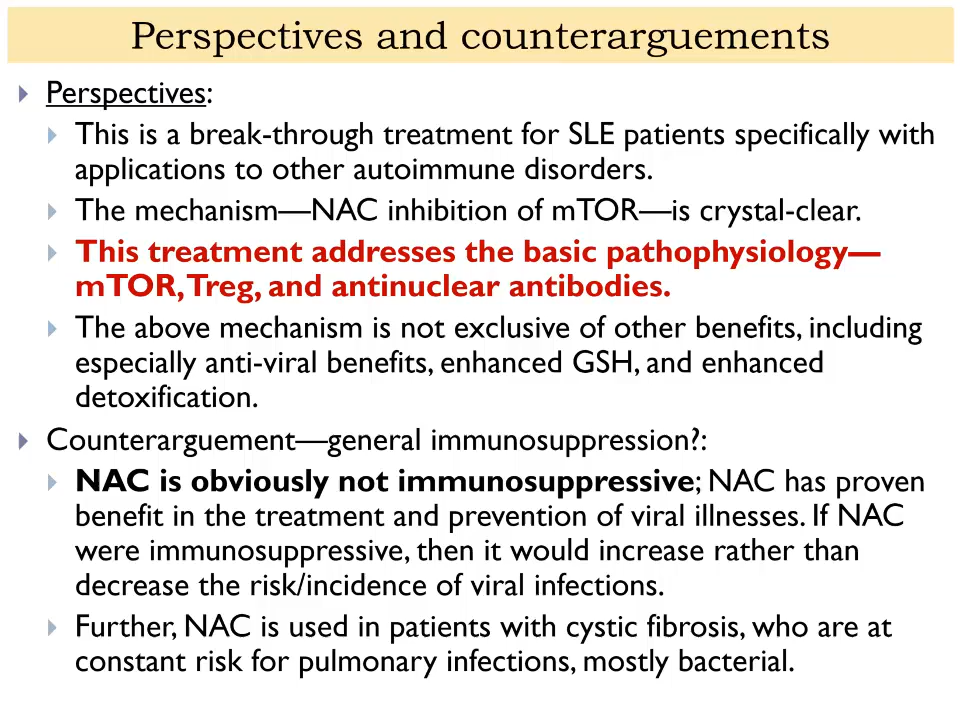 Perspectives and counterarguements
Perspectives:
This is a break-through treatment for SLE patients specifically with
applications to other autoimmune disorders.
The mechanism—NAC inhibition of mTOR—is crystal-clear.
This treatment addresses the basic pathophysiology—
mTOR, Treg, and antinuclear antibodies.
The above mechanism is not exclusive of other benefits, including
especially anti-viral benefits, enhanced GSH, and enhanced
detoxification.
Counterarguement—general immunosuppression?:
NAC is obviously not immunosuppressive; NAC has proven
benefit in the treatment and prevention of viral illnesses. If NAC
were immunosuppressive, then it would increase rather than
decrease the risk/incidence of viral infections.
Further, NAC is used in patients with cystic fibrosis, who are at
constant risk for pulmonary infections, mostly bacterial.